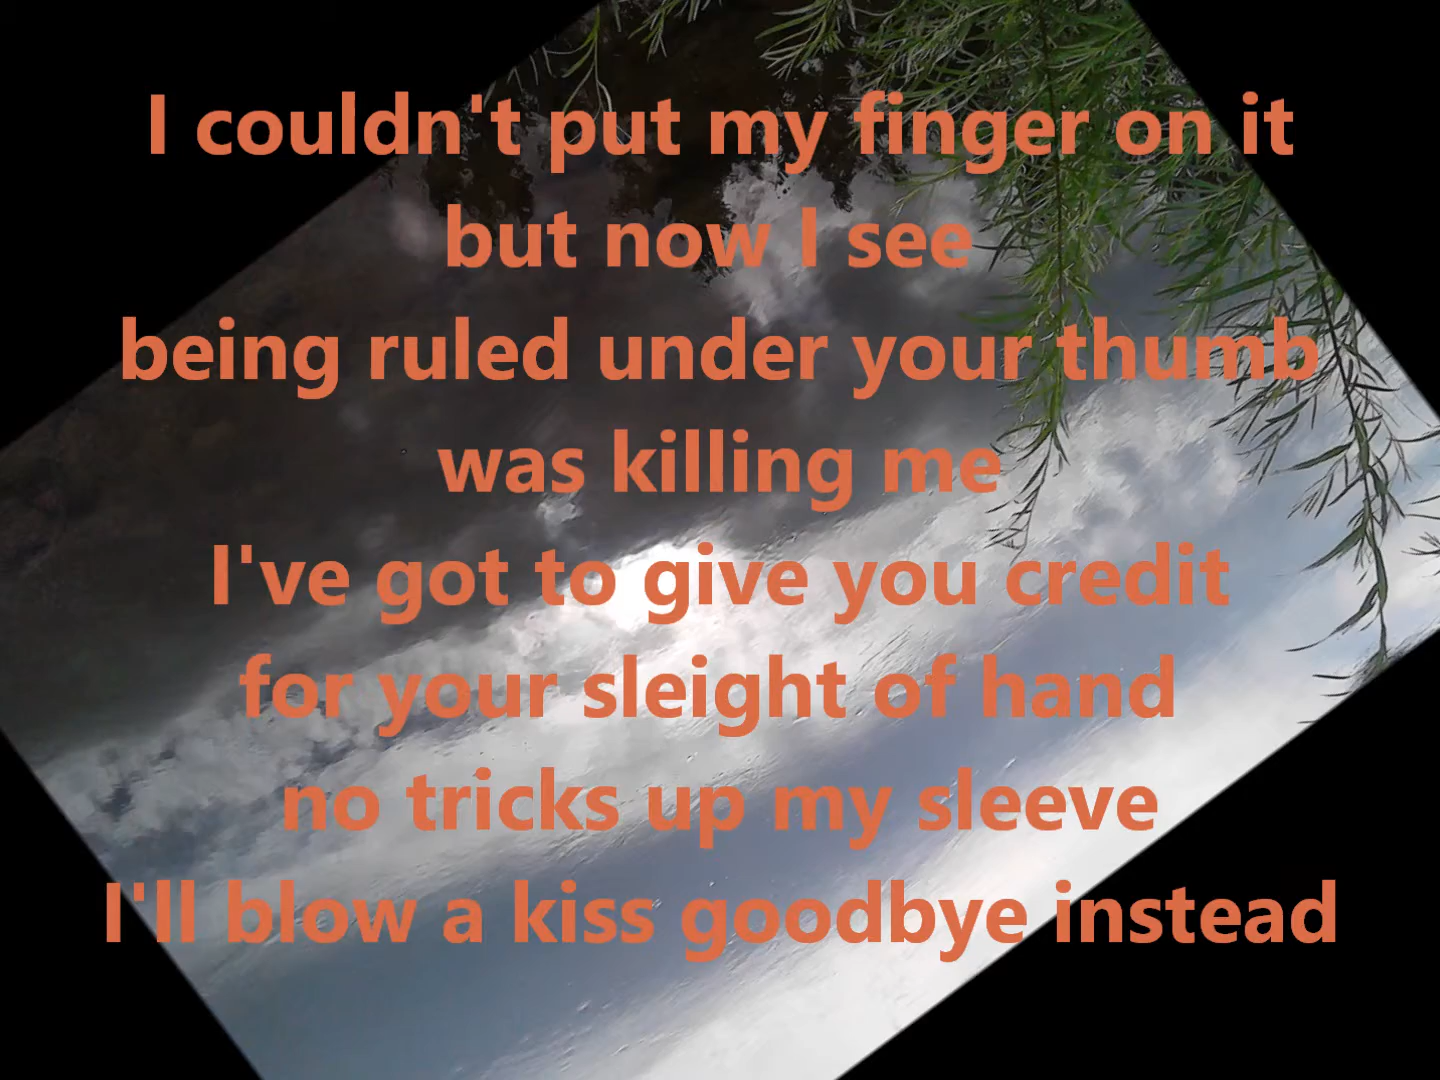 I couldn't put my finger on it
but now I see
being ruled under your thumb
was killing me
I've got to give you credit
for your sleight of hand
no tricks up my sleeve
I'll blow a kiss goodbye instead